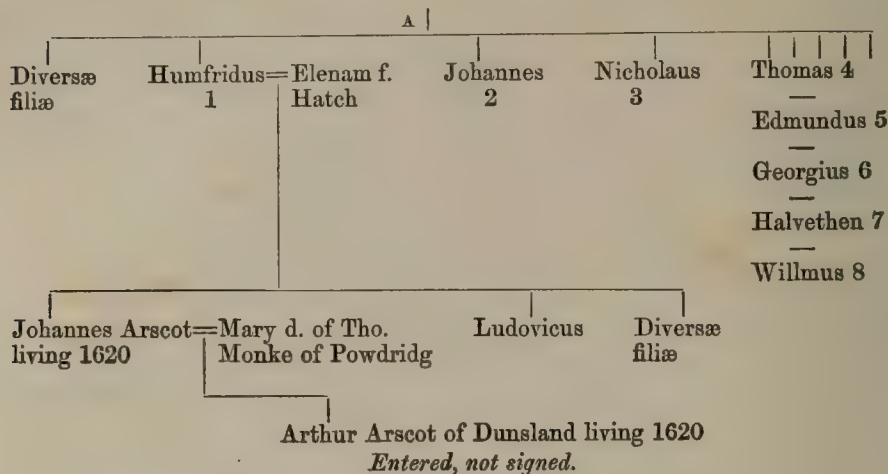 A
Diversæ filiæ
Humfridus=Elenam f. Hatch
1
Johannes
2
Nicholaus
3
Thomas 4
Edmundus 5
Georgius 6
Halvethen 7
Willmus 8
Johannes Arscot=Mary d. of Tho.
living 1620 Monke of Powdridg
Ludovicus
Diversæ
filiæ
Arthur Arscot of Dunsland living 1620
Entered, not signed.